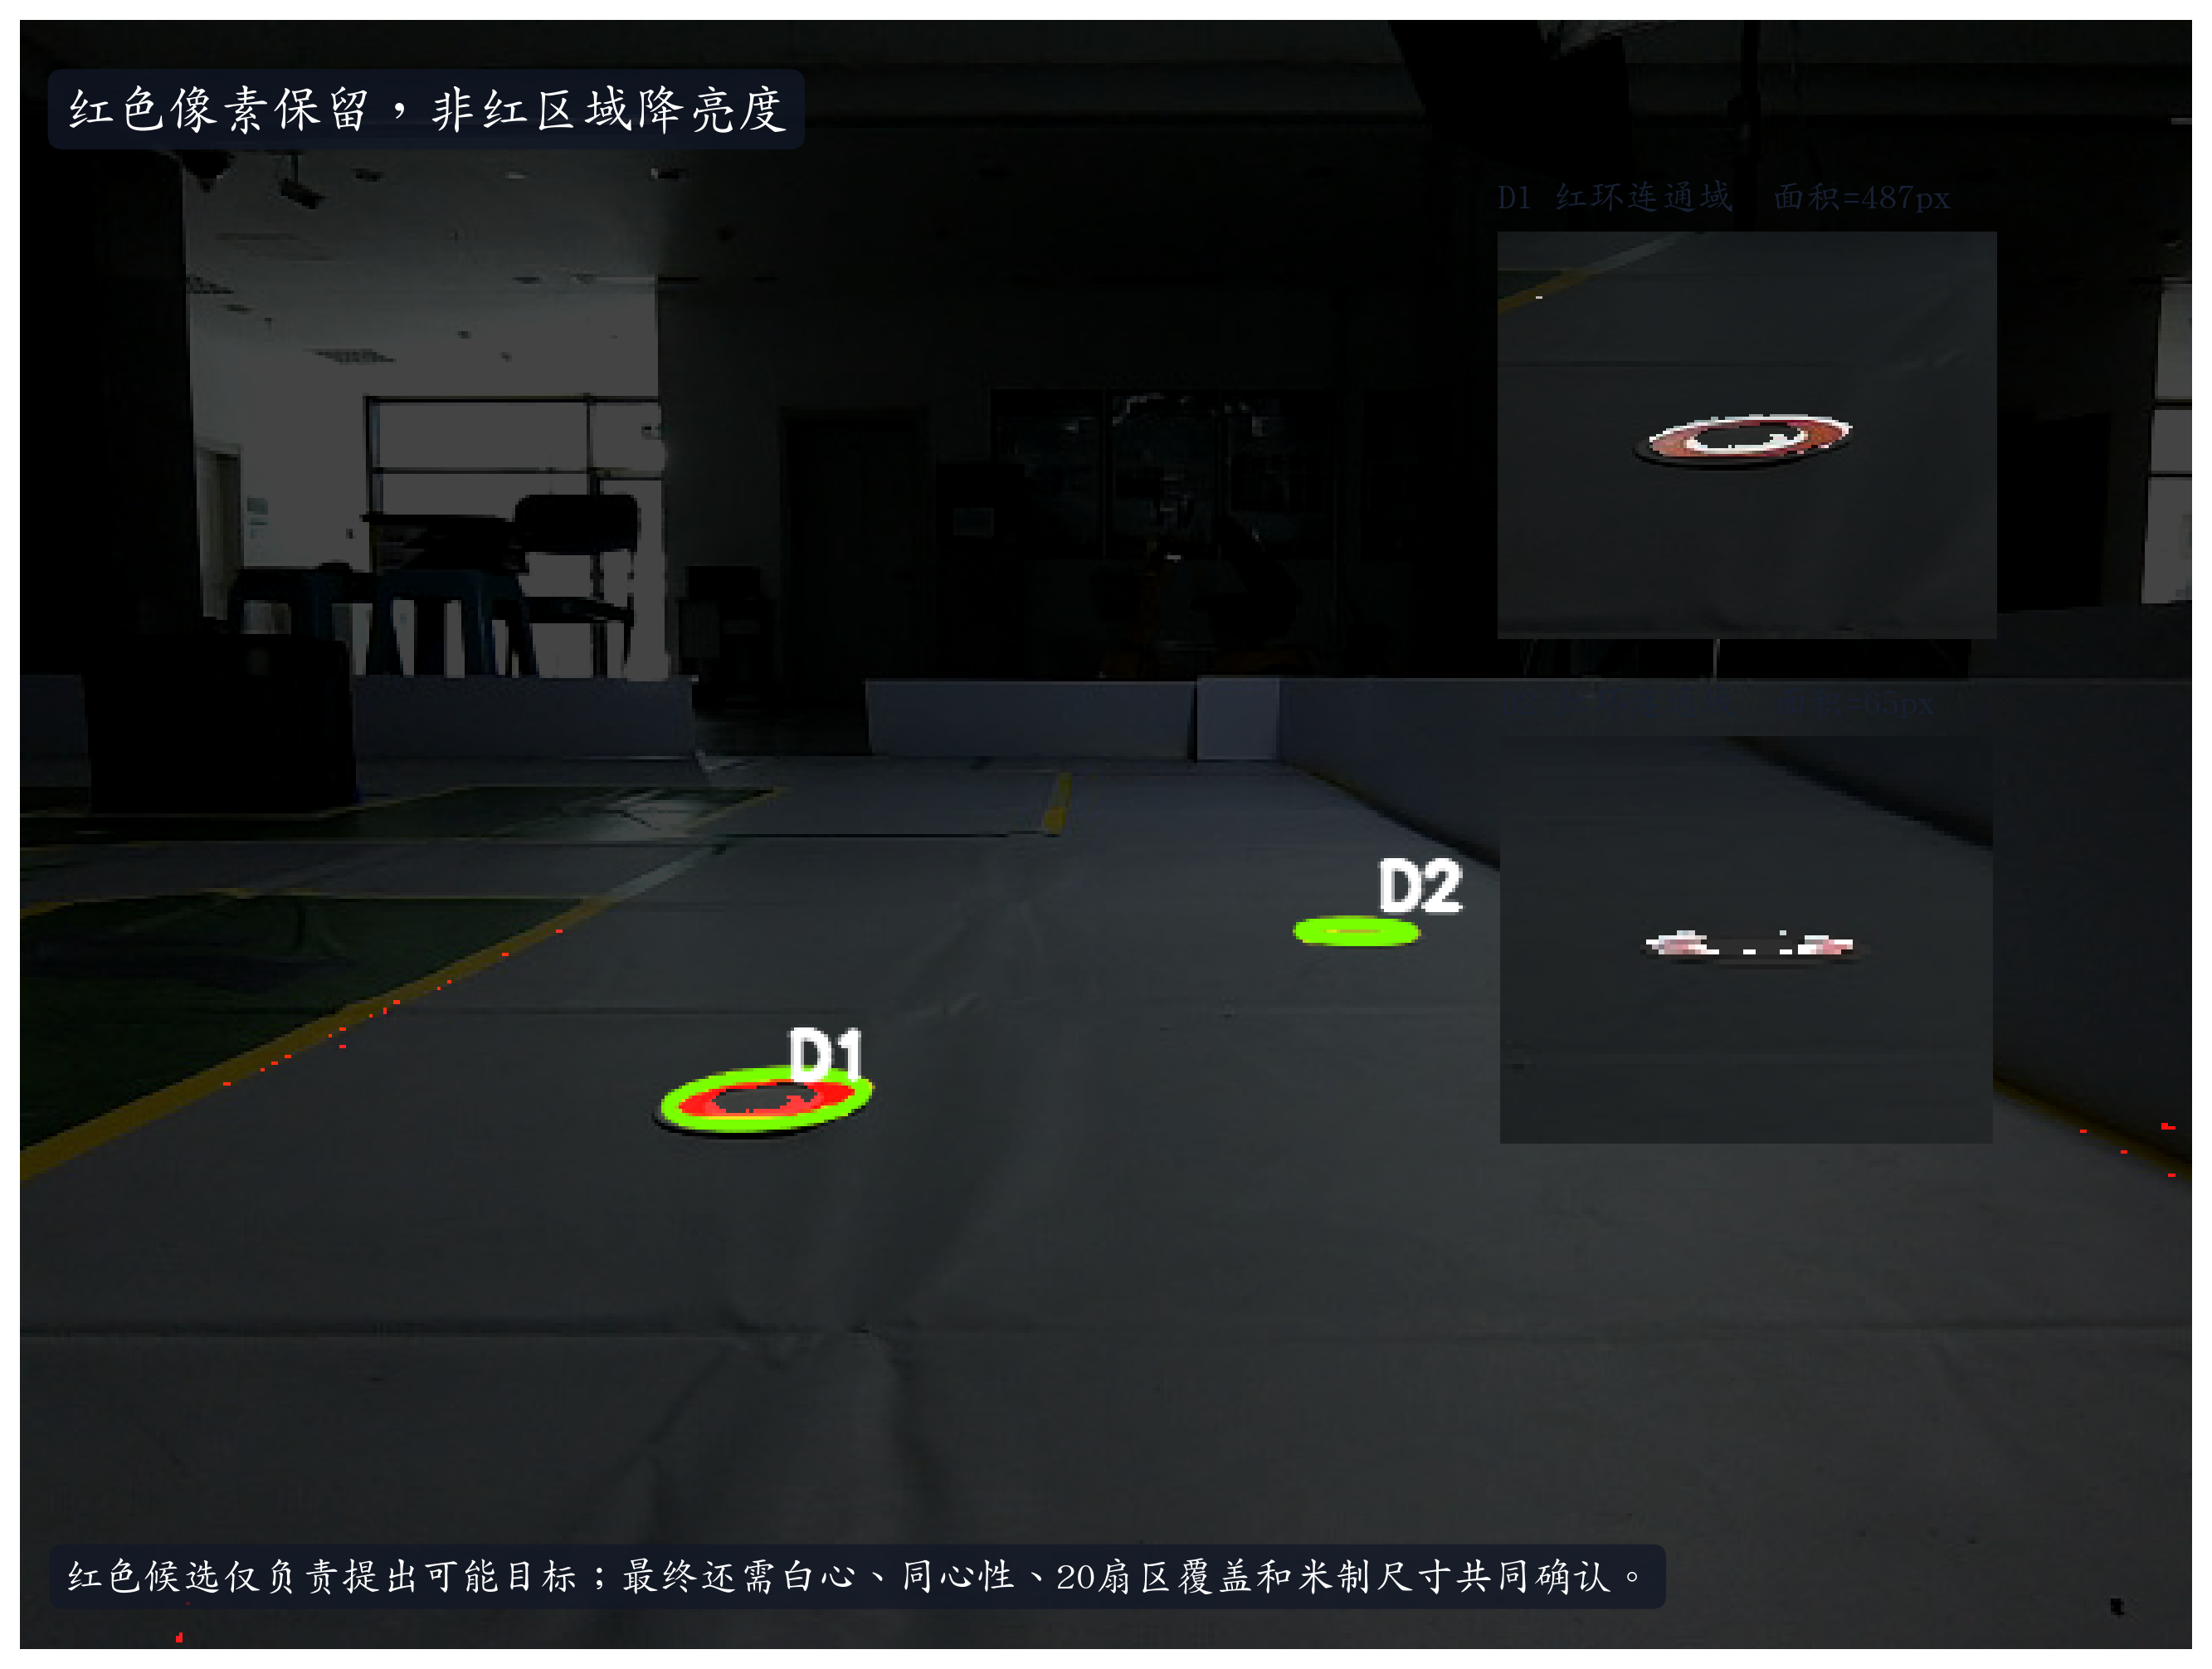 红色像素保留，非红区域降亮度
D1 红环连通域 面积=487px
面积=65px
D2
D1
红色候选仅负责提出可能目标；最终还需白心、同心性、20扇区覆盖和米制尺寸共同确认。